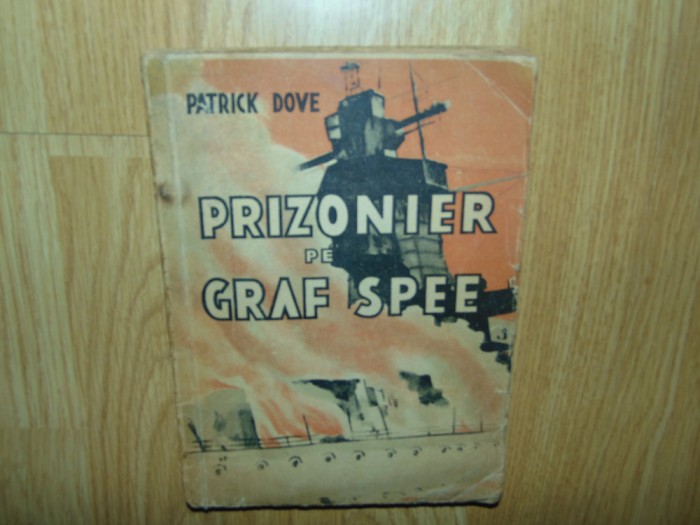 PATRICK DOVE
PRIZONIER
PE
GRAF SPEE